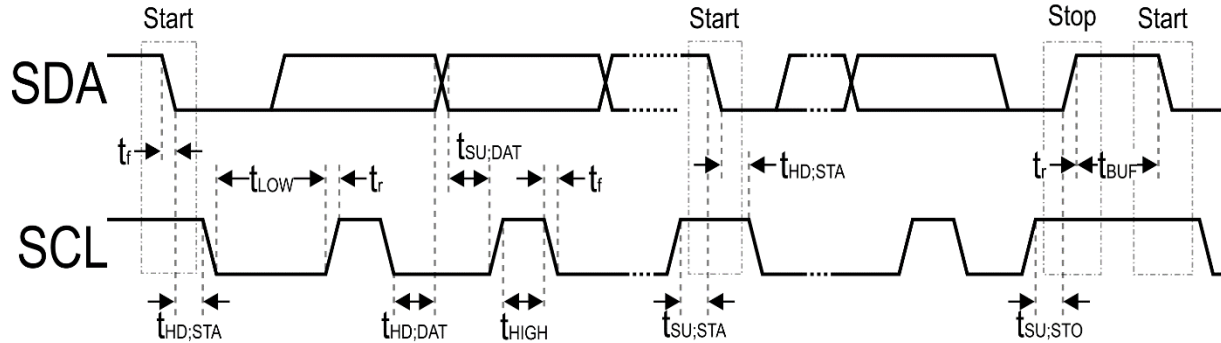 Start Start Stop Start
SDA
tf tSU;DAT tHD;STA tr tBUF
tLOW tr tf
SCL
tHD;STA tHD;DAT tHIGH tSU;STA tSU;STO